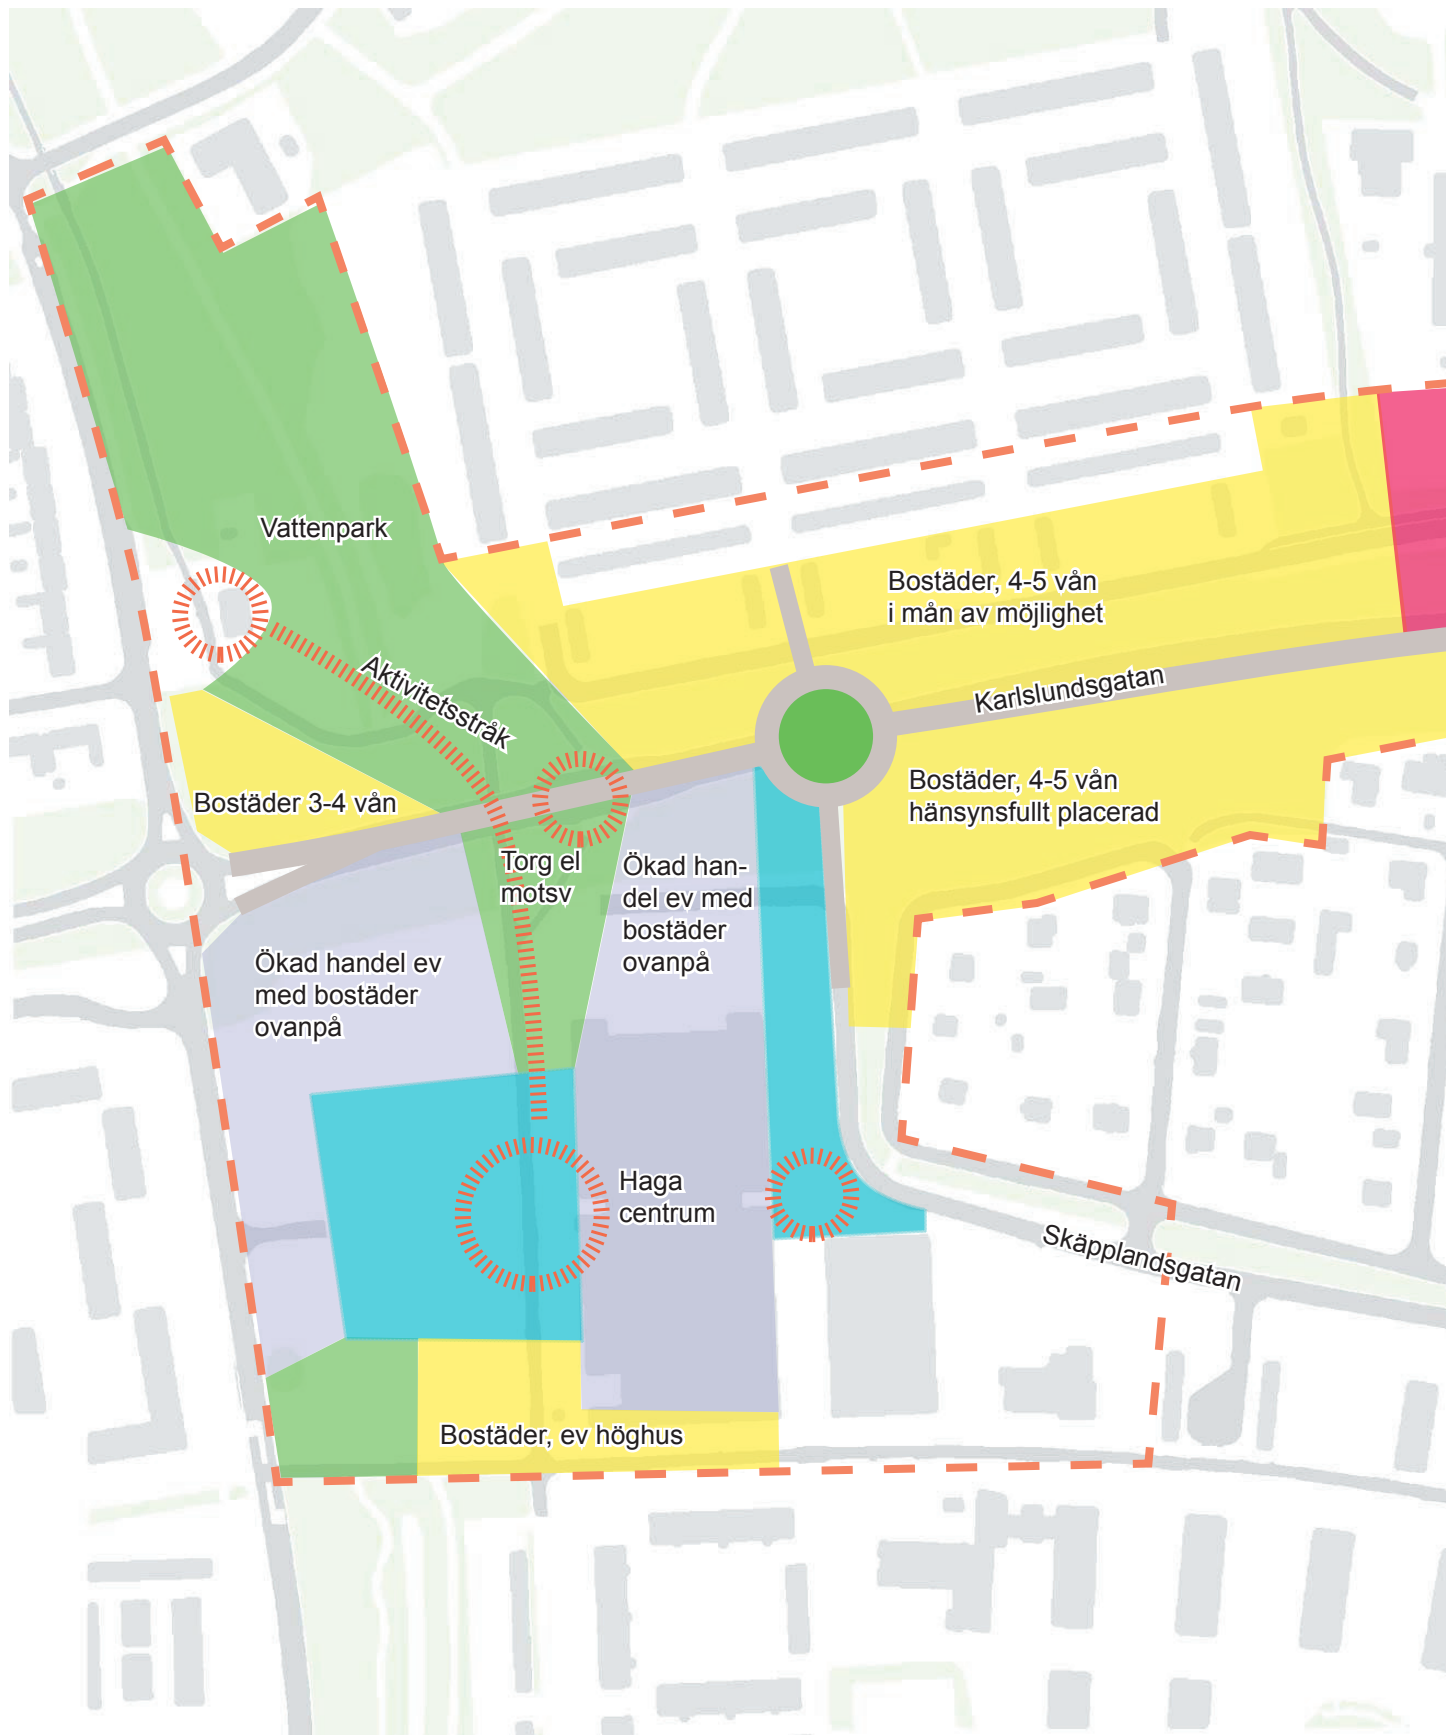 Vattenpark
Bostäder, 4-5 vån
i mån av möjlighet
Aktivitetsstråk
Karlslundsgatan
Bostäder 3-4 vån
Bostäder, 4-5 vån
hänsynsfullt placerad
Torg el
motsv
Ökad han-
del ev med
bostäder
ovanpå
Ökad handel ev
med bostäder
ovanpå
Haga
centrum
Skäpplandsgatan
Bostäder, ev höghus